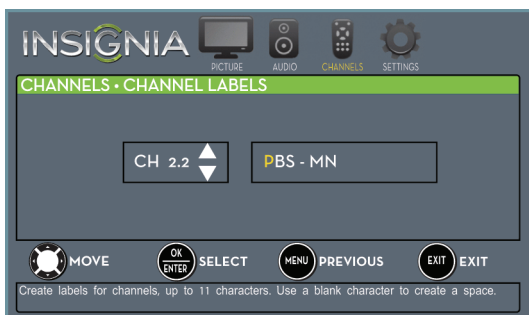 INSIGNIA
PICTURE AUDIO CHANNELS SETTINGS
CHANNELS • CHANNEL LABELS
CH 2.2 PBS - MN
MOVE OK ENTER SELECT MENU PREVIOUS EXIT EXIT
Create labels for channels, up to 11 characters. Use a blank character to create a space.